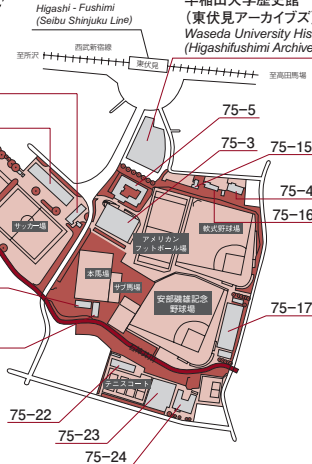 Higashi - Fushimi
(Seibu Shinjuku Line)
早稲田大学歴史館
(東伏見アーカイブズ)
Waseda University His
(Higashifushimi Archive
至所沢
西武新宿線
東伏見
至高田馬場
75-5
75-3
75-15
75-4
75-16
サッカー場
アメリカン
フットボール場
軟式野球場
本馬場
サブ馬場
安部磯雄記念
野球場
75-17
テニスコート
75-22
75-23
75-24